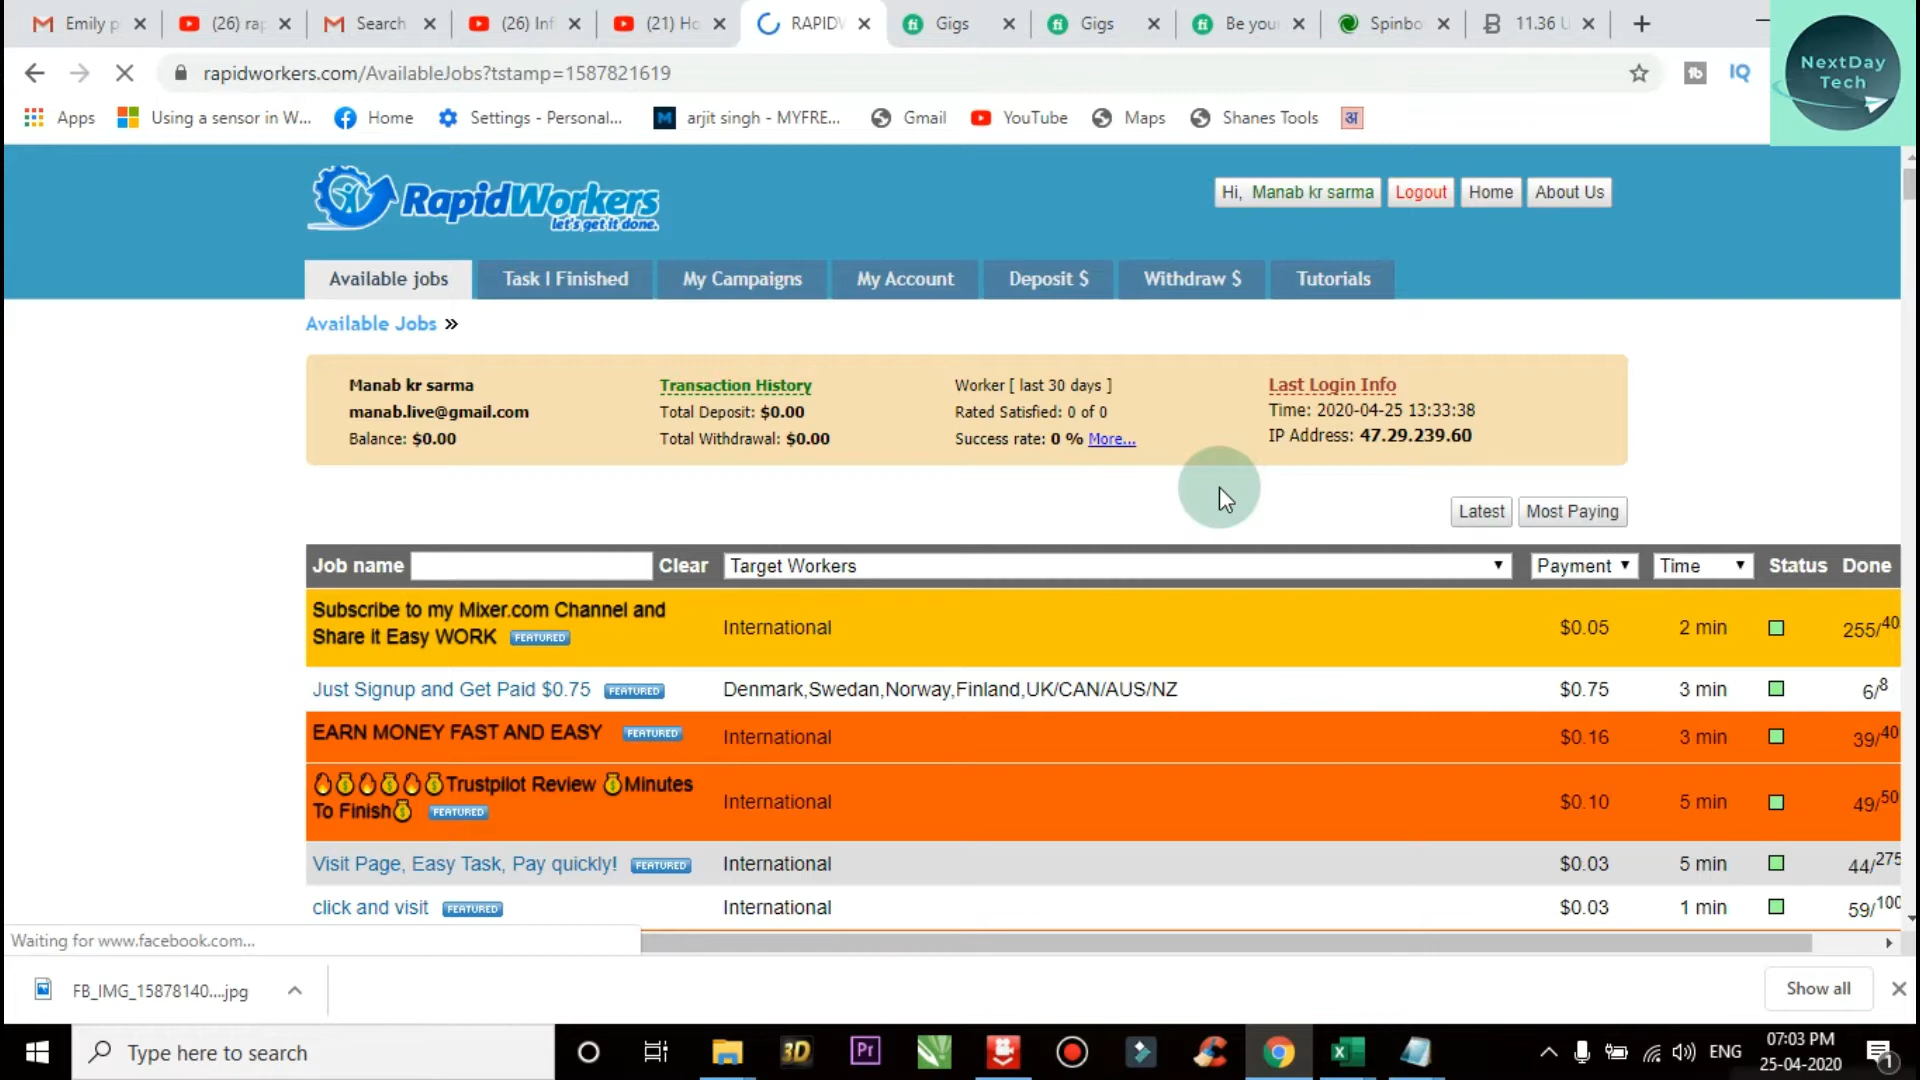 Emily p
(26) rap
Search
(26) Inf
(21) Ho
RAPIDW
Gigs
Gigs
Be your
Spinbo
11.36 U
NextDay
Tech
rapidworkers.com/AvailableJobs?tstamp=1587821619
Apps
Using a sensor in W...
Home
Settings - Personal...
arjit singh - MYFRE...
Gmail
YouTube
Maps
Shanes Tools
अ
RapidWorkers
let's get it done.
Hi, Manab kr sarma
Logout
Home
About Us
Available jobs
Task I Finished
My Campaigns
My Account
Deposit $
Withdraw $
Tutorials
Available Jobs »
Manab kr sarma
manab.live@gmail.com
Balance: $0.00
Transaction History
Total Deposit: $0.00
Total Withdrawal: $0.00
Worker [ last 30 days ]
Rated Satisfied: 0 of 0
Success rate: 0 % More...
Last Login Info
Time: 2020-04-25 13:33:38
IP Address: 47.29.239.60
Latest
Most Paying
Job name Clear Target Workers Payment Time Status Done
Subscribe to my Mixer.com Channel and
Share it Easy WORK FEATURED
International $0.05 2 min 255/40
Just Signup and Get Paid $0.75 FEATURED Denmark,Swedan,Norway,Finland,UK/CAN/AUS/NZ $0.75 3 min 6/8
EARN MONEY FAST AND EASY FEATURED International $0.16 3 min 39/40
Trustpilot Review Minutes
To Finish FEATURED
International $0.10 5 min 49/50
Visit Page, Easy Task, Pay quickly! FEATURED International $0.03 5 min 44/275
click and visit FEATURED International $0.03 1 min 59/100
Waiting for www.facebook.com...
FB_IMG_15878140....jpg
Show all
Type here to search
3D
Pr
ENG
07:03 PM
25-04-2020
1